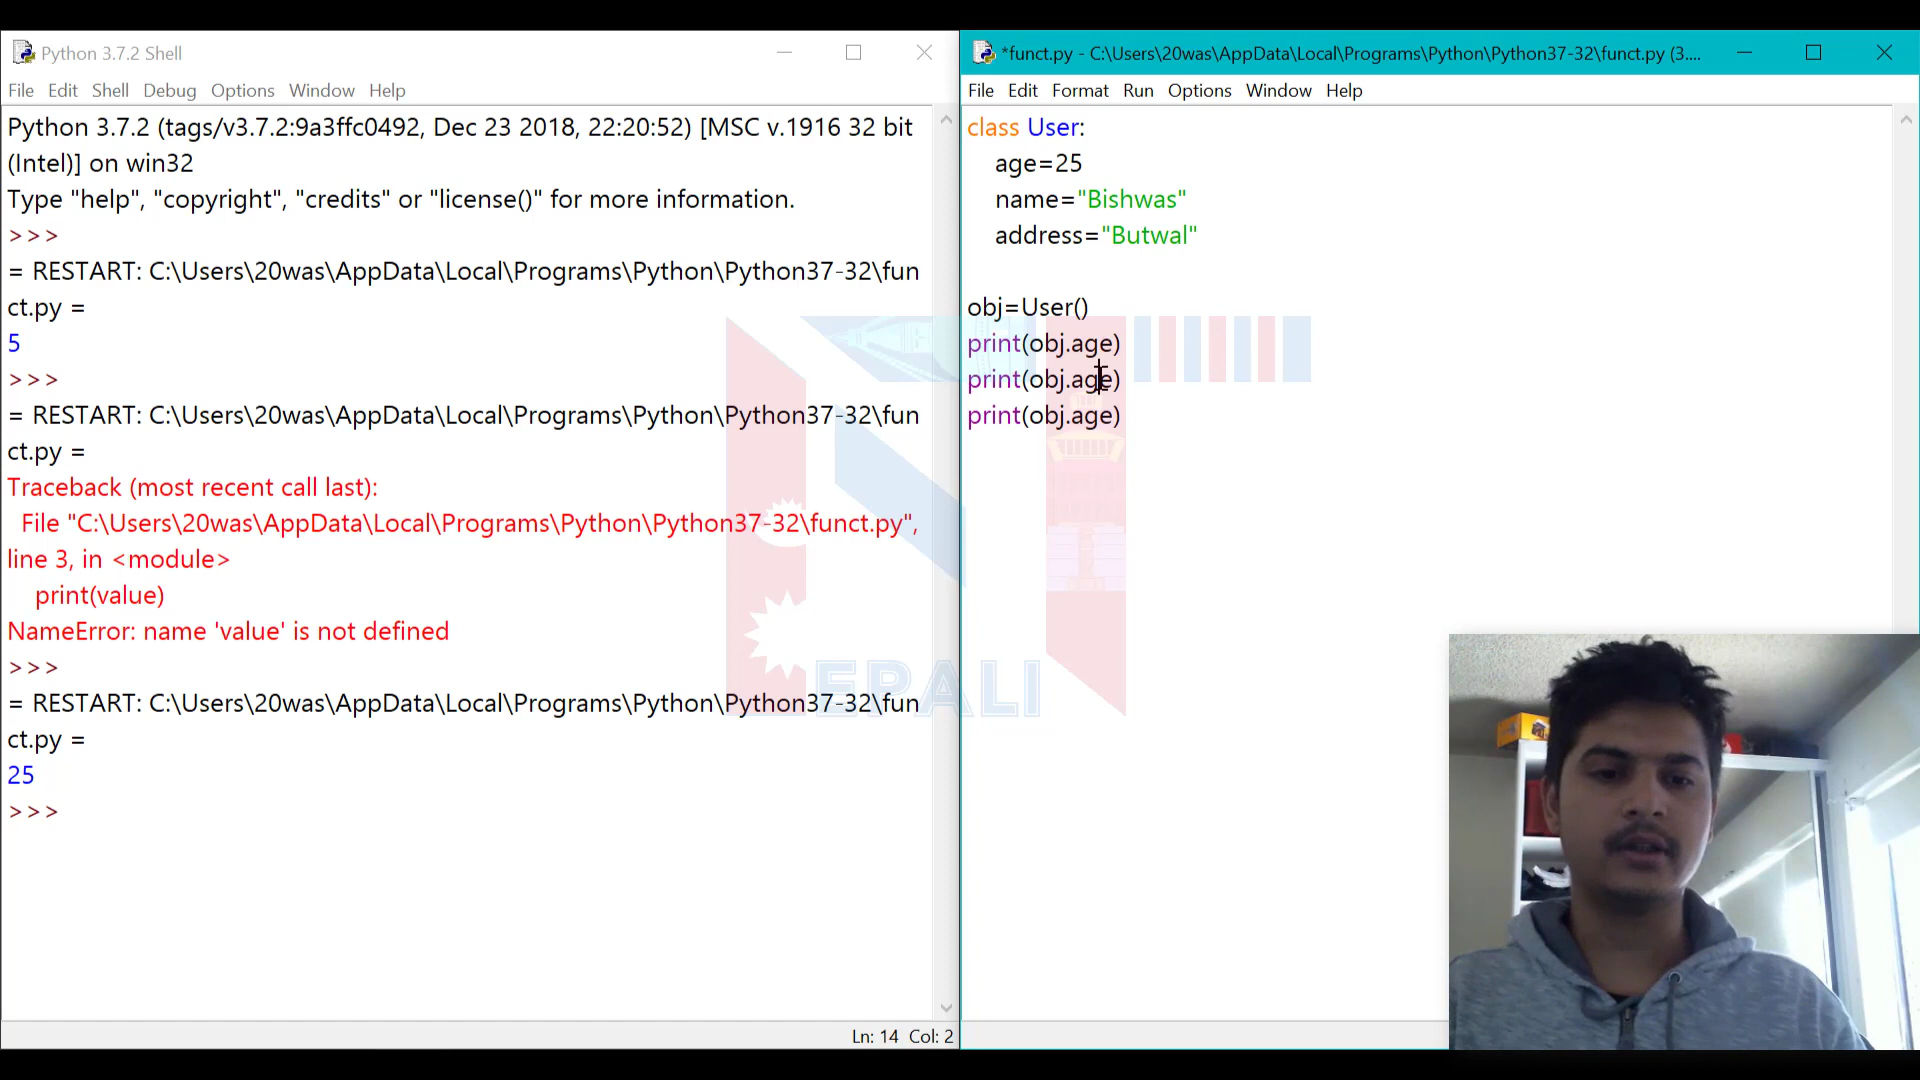 Python 3.7.2 Shell
File Edit Shell Debug Options Window Help
Python 3.7.2 (tags/v3.7.2:9a3ffc0492, Dec 23 2018, 22:20:52) [MSC v.1916 32 bit
(Intel)] on win32
Type "help", "copyright", "credits" or "license()" for more information.
>>>
= RESTART: C:\Users\20was\AppData\Local\Programs\Python\Python37-32\fun
ct.py =
5
>>>
= RESTART: C:\Users\20was\AppData\Local\Programs\Python\Python37-32\fun
ct.py =
Traceback (most recent call last):
File "C:\Users\20was\AppData\Local\Programs\Python\Python37-32\funct.py",
line 3, in <module>
print(value)
NameError: name 'value' is not defined
>>>
= RESTART: C:\Users\20was\AppData\Local\Programs\Python\Python37-32\fun
ct.py =
25
>>>
Ln: 14 Col: 2
*funct.py - C:\Users\20was\AppData\Local\Programs\Python\Python37-32\funct.py (3....
File Edit Format Run Options Window Help
class User:
age=25
name="Bishwas"
address="Butwal"
obj=User()
print(obj.age)
print(obj.age)
print(obj.age)
EPALI